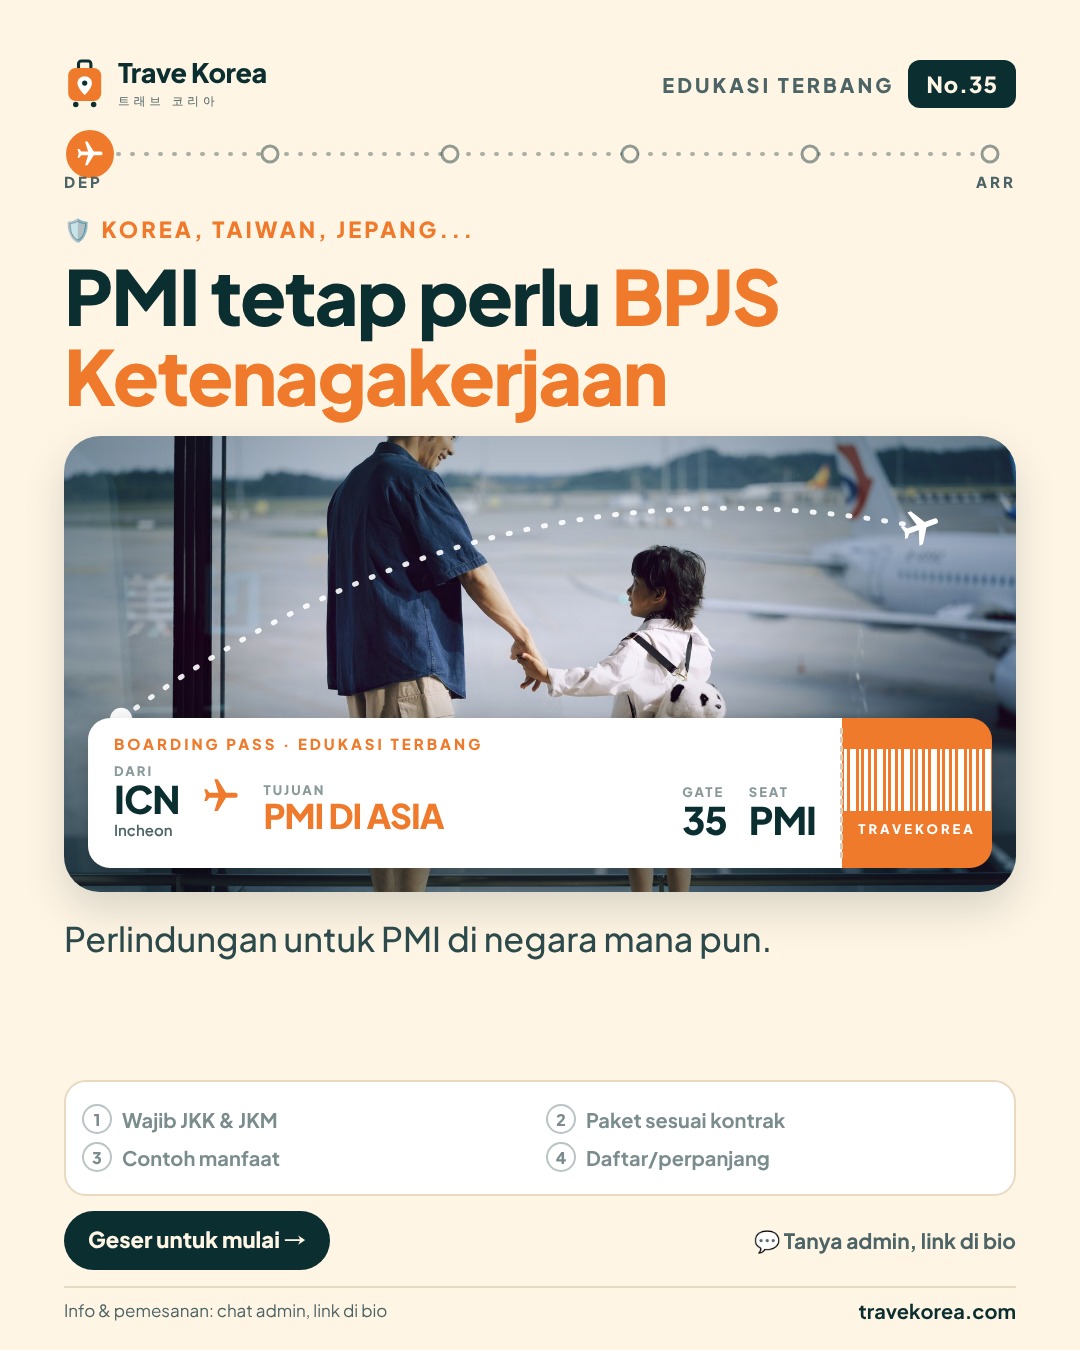 Trave Korea
트래브 코리아
EDUKASI TERBANG
No.35
DEP
ARR
KOREA, TAIWAN, JEPANG...
PMI tetap perlu BPJS
Ketenagakerjaan
BOARDING PASS · EDUKASI TERBANG
DARI
ICN
Incheon
TUJUAN
PMI DI ASIA
GATE
35
SEAT
PMI
TRAVEKOREA
Perlindungan untuk PMI di negara mana pun.
1 Wajib JKK & JKM
2 Paket sesuai kontrak
3 Contoh manfaat
4 Daftar/perpanjang
Geser untuk mulai →
💬 Tanya admin, link di bio
Info & pemesanan: chat admin, link di bio
travekorea.com